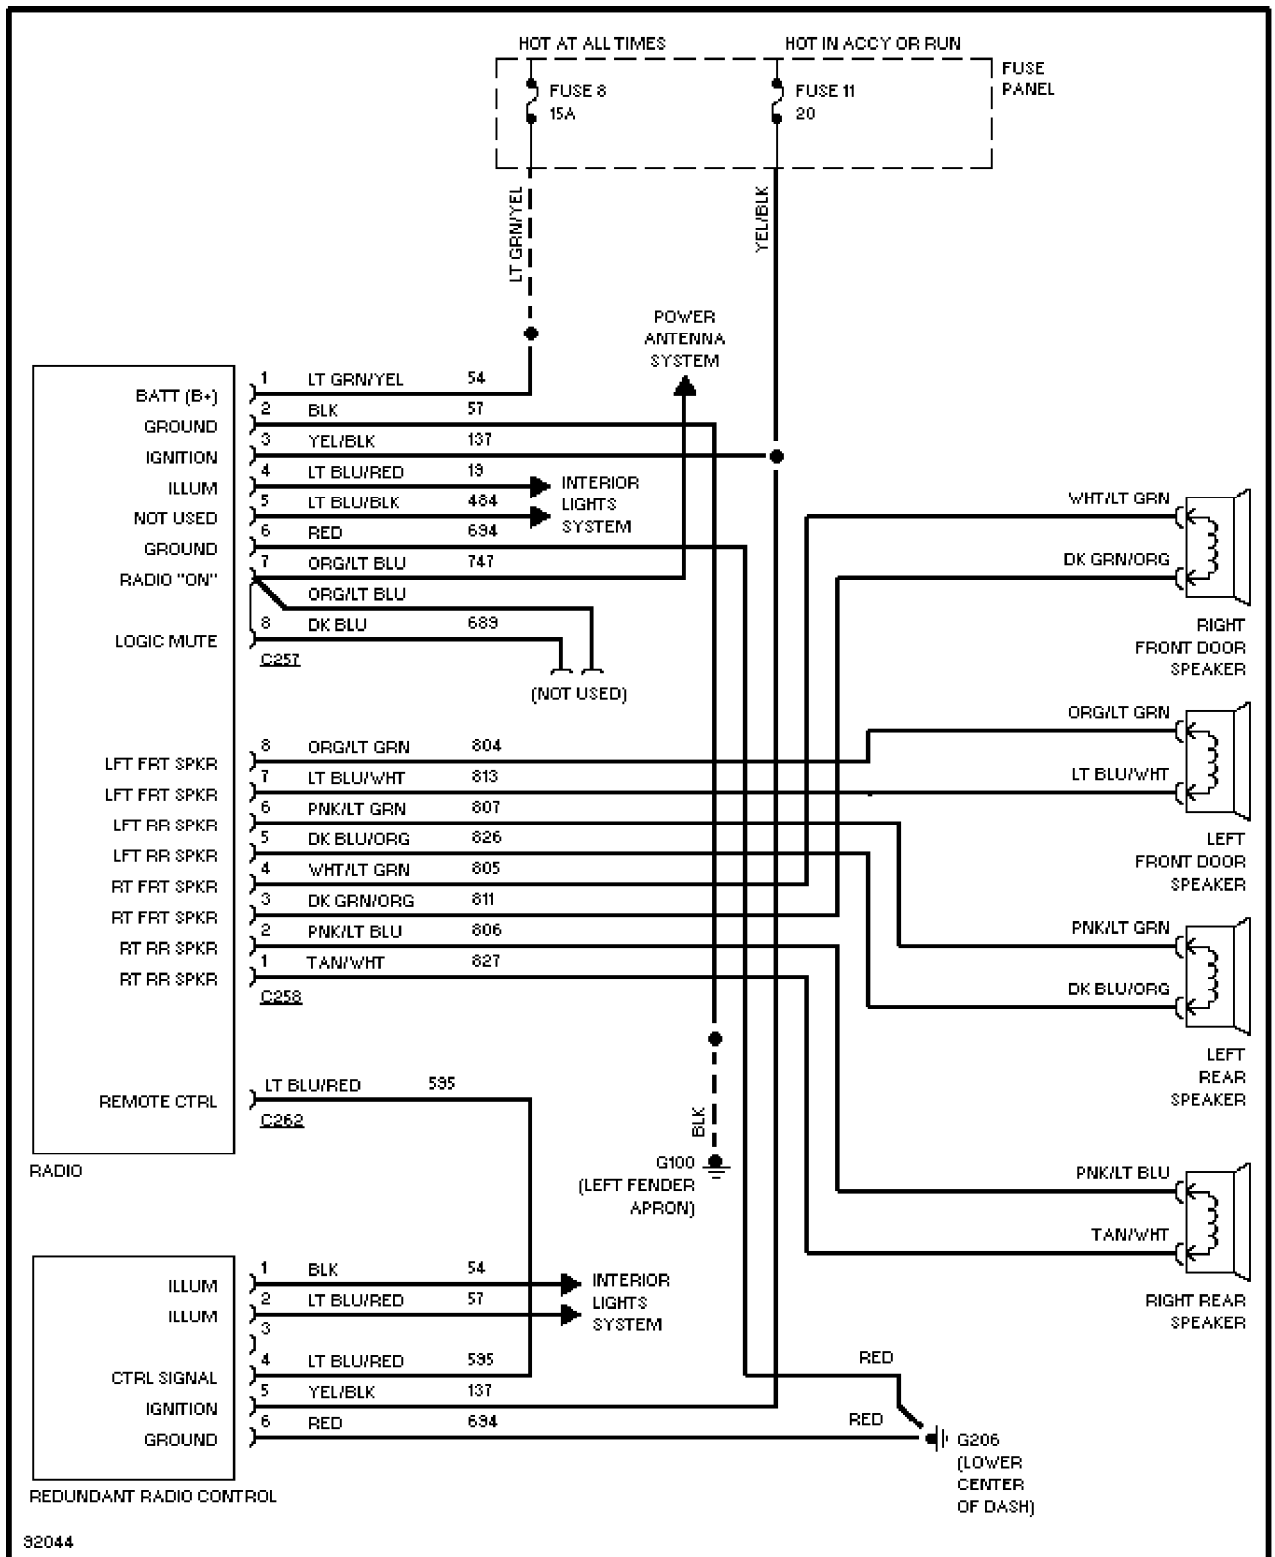 HOT AT ALL TIMES
HOT IN ACCY OR RUN
FUSE
PANEL
FUSE 8
15A
FUSE 11
20
LT GRN/YEL
YEL/BLK
POWER
ANTENNA
SYSTEM
BATT (B+) 1 LT GRN/YEL 54
GROUND 2 BLK 57
IGNITION 3 YEL/BLK 137
ILLUM 4 LT BLU/RED 19
NOT USED 5 LT BLU/BLK 484
GROUND 6 RED 694
RADIO "ON" 7 ORG/LT BLU 747
ORG/LT BLU
LOGIC MUTE 8 DK BLU 689
C257
INTERIOR
LIGHTS
SYSTEM
(NOT USED)
LFT FRT SPKR 8 ORG/LT GRN 804
LFT FRT SPKR 7 LT BLU/WHT 813
LFT RR SPKR 6 PNK/LT GRN 807
LFT RR SPKR 5 DK BLU/ORG 826
RT FRT SPKR 4 WHT/LT GRN 805
RT FRT SPKR 3 DK GRN/ORG 811
RT RR SPKR 2 PNK/LT BLU 806
RT RR SPKR 1 TAN/WHT 827
C258
REMOTE CTRL LT BLU/RED 595
C262
RADIO
WHT/LT GRN
DK GRN/ORG
RIGHT
FRONT DOOR
SPEAKER
ORG/LT GRN
LT BLU/WHT
LEFT
FRONT DOOR
SPEAKER
PNK/LT GRN
DK BLU/ORG
LEFT
REAR
SPEAKER
PNK/LT BLU
TAN/WHT
RIGHT REAR
SPEAKER
BLK
G100
(LEFT FENDER
APRON)
ILLUM 1 BLK 54
ILLUM 2 LT BLU/RED 57
3
CTRL SIGNAL 4 LT BLU/RED 595
IGNITION 5 YEL/BLK 137
GROUND 6 RED 694
INTERIOR
LIGHTS
SYSTEM
RED
RED
G206
(LOWER
CENTER
OF DASH)
REDUNDANT RADIO CONTROL
92044